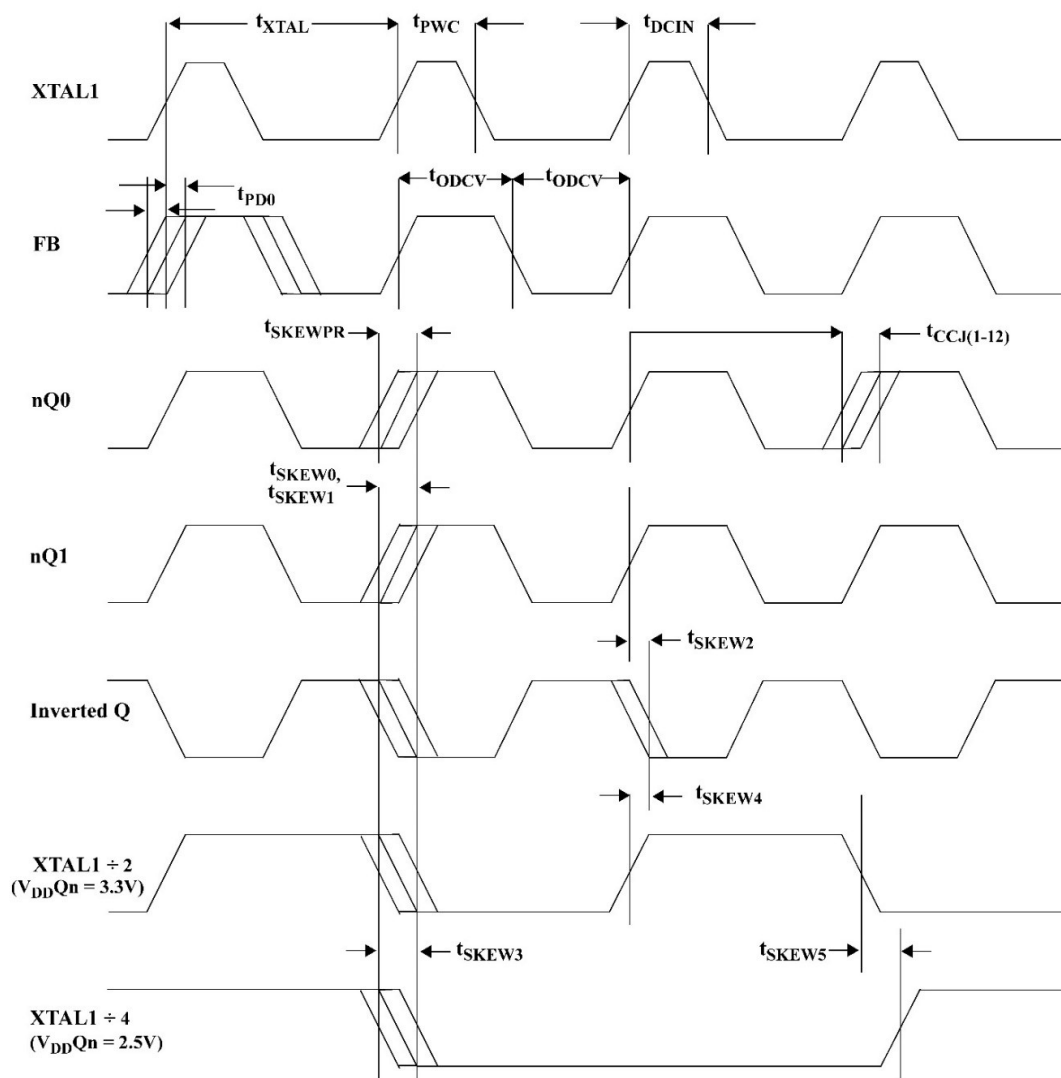 tXTAL
tPWC
tDCIN
XTAL1
tODCV
tODCV
tPD0
FB
tSKEWPR
tCCJ(1-12)
nQ0
tSKEW0,
tSKEW1
nQ1
tSKEW2
Inverted Q
tSKEW4
XTAL1 ÷ 2
(VDDQn = 3.3V)
tSKEW3
tSKEW5
XTAL1 ÷ 4
(VDDQn = 2.5V)